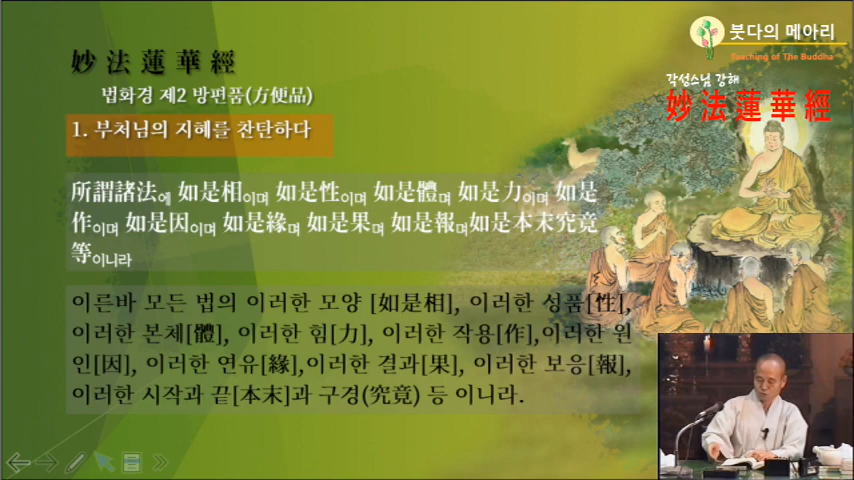 妙法蓮華經
법화경 제2 방편품(方便品)
1. 부처님의 지혜를 찬탄하다
所謂諸法에 如是相이며 如是性이며 如是體며 如是力이며 如是
作이며 如是因이며 如是緣며 如是果며 如是報며如是本末究竟
等이니라
이른바 모든 법의 이러한 모양 [如是相], 이러한 성품[性],
이러한 본체[體], 이러한 힘[力], 이러한 작용[作],이러한 원
인[因], 이러한 연유[緣],이러한 결과[果], 이러한 보응[報],
이러한 시작과 끝[本末]과 구경(究竟) 등 이니라.
붓다의 메아리
Teaching of The Buddha
각성스님 강해
妙法蓮華經